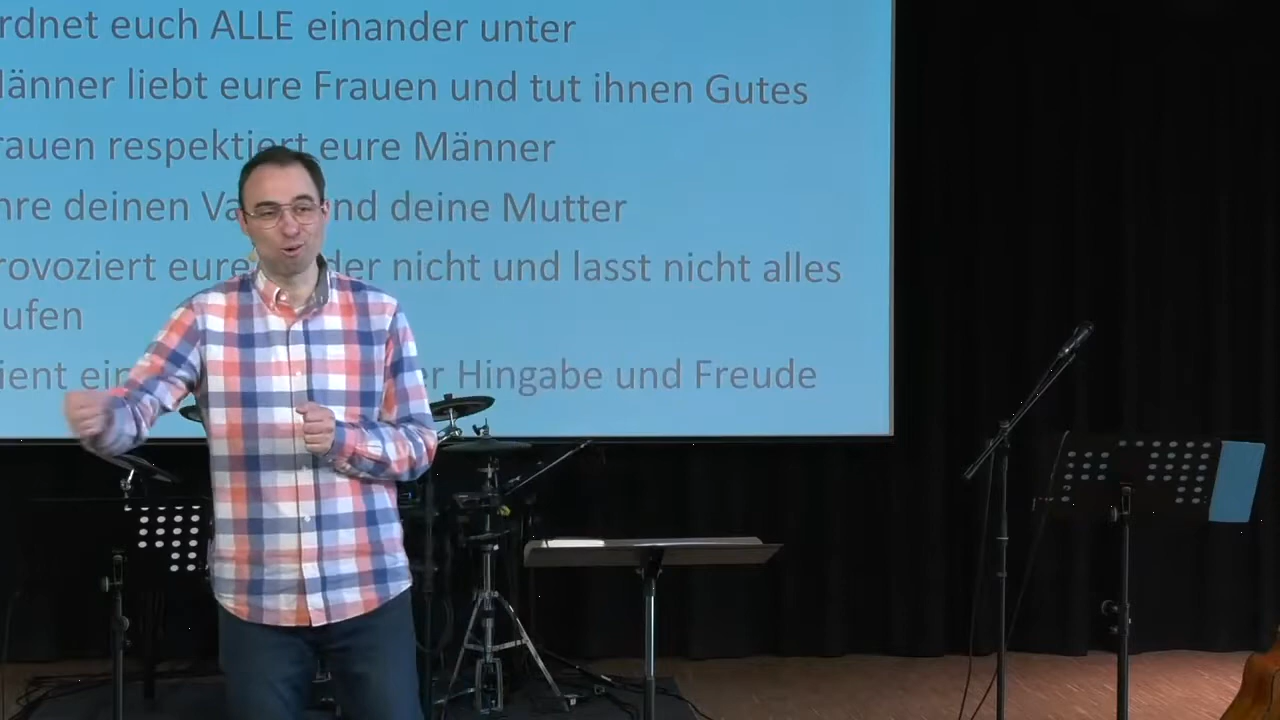 rdnet euch ALLE einander unter
änner liebt eure Frauen und tut ihnen Gutes
rauen respektiert eure Männer
hre deinen Va nd deine Mutter
rovoziert eure der nicht und lasst nicht alles
ufen
ient ein r Hingabe und Freude